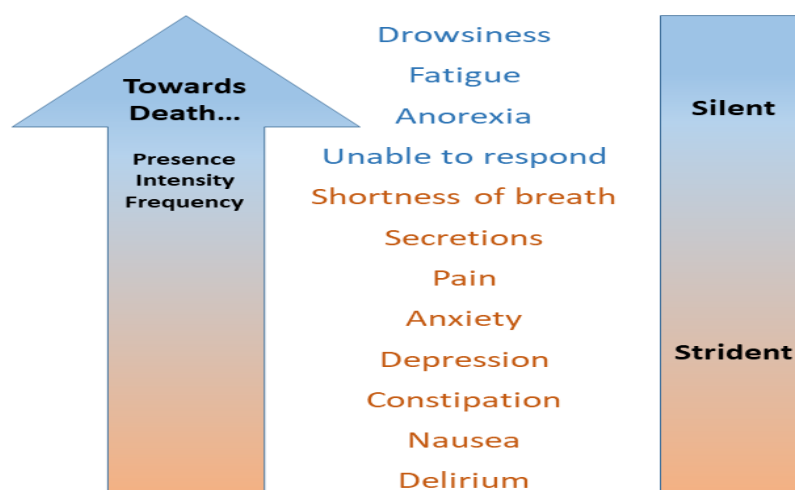 Towards
Death...
Presence
Intensity
Frequency
Drowsiness
Fatigue
Anorexia
Unable to respond
Shortness of breath
Secretions
Pain
Anxiety
Depression
Constipation
Nausea
Delirium
Silent
Strident